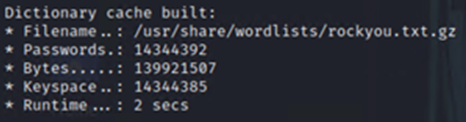 Dictionary cache built:
* Filename..: /usr/share/wordlists/rockyou.txt.gz
* Passwords.: 14344392
* Bytes.....: 139921507
* Keyspace..: 14344385
* Runtime...: 2 secs